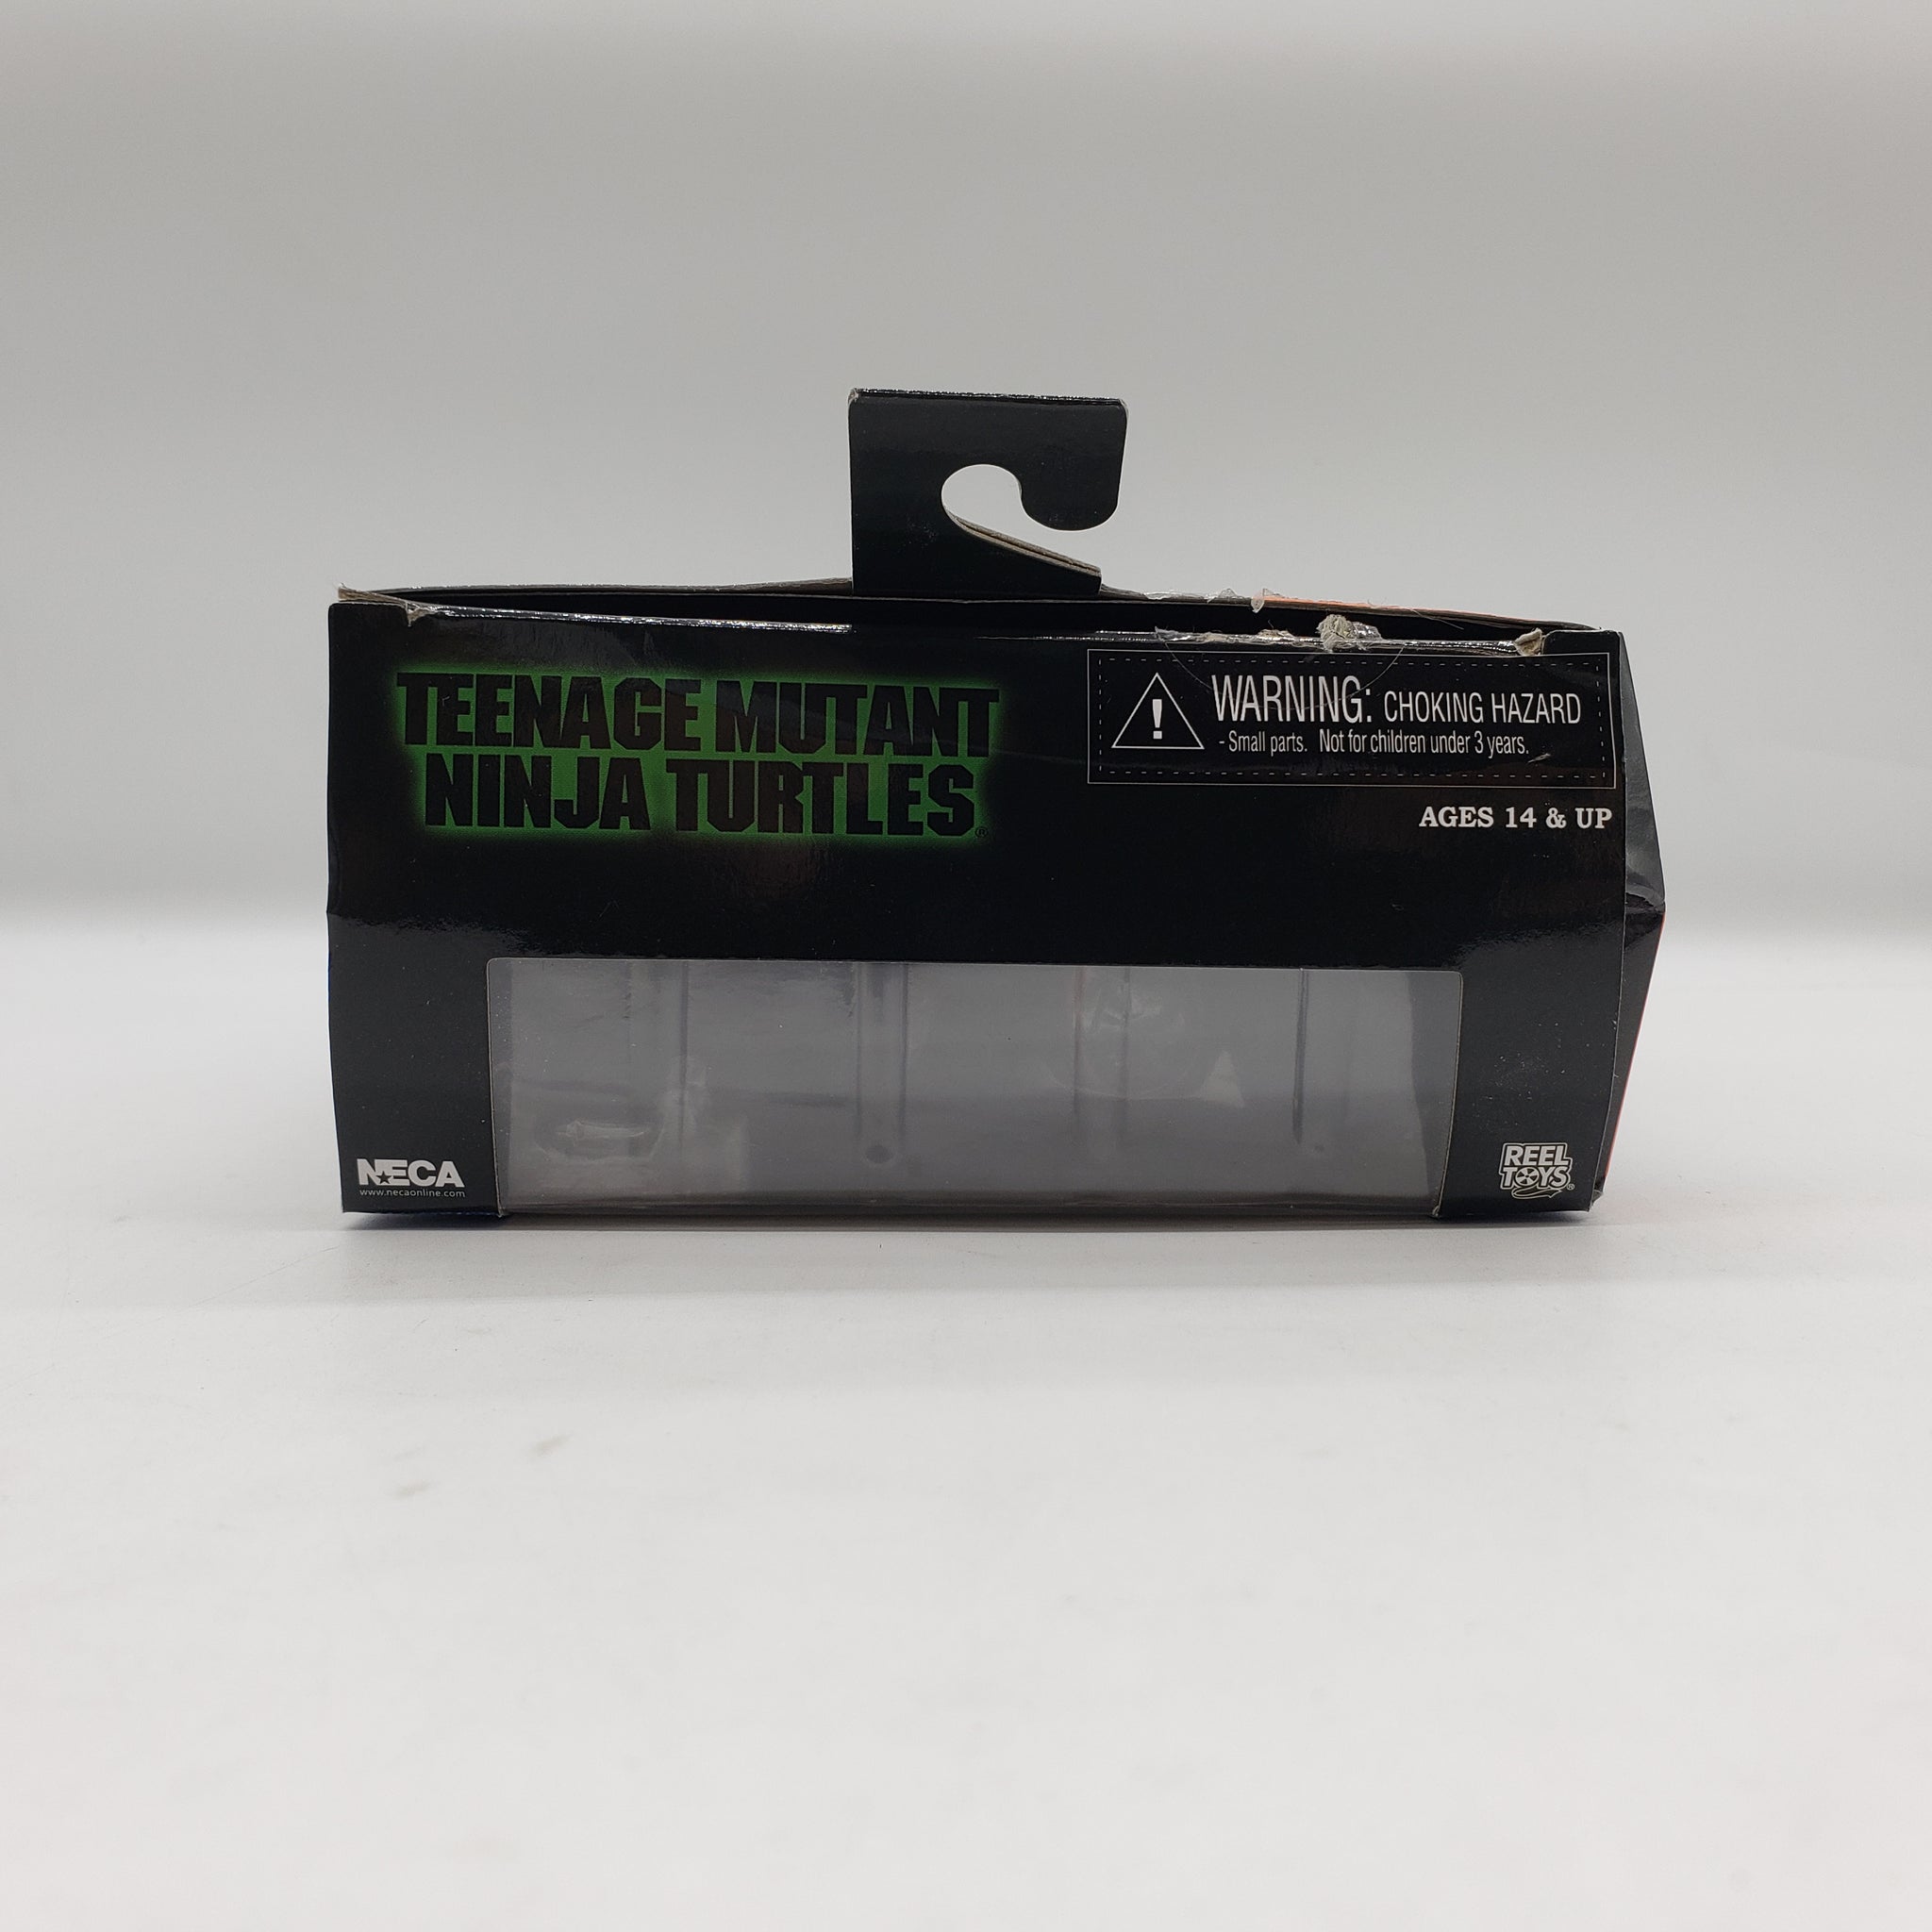 TEENAGE MUTANT
NINJA TURTLES®
! WARNING: CHOKING HAZARD
- Small parts. Not for children under 3 years.
AGES 14 & UP
NECA
www.necaonline.com
REEL
TOYS®